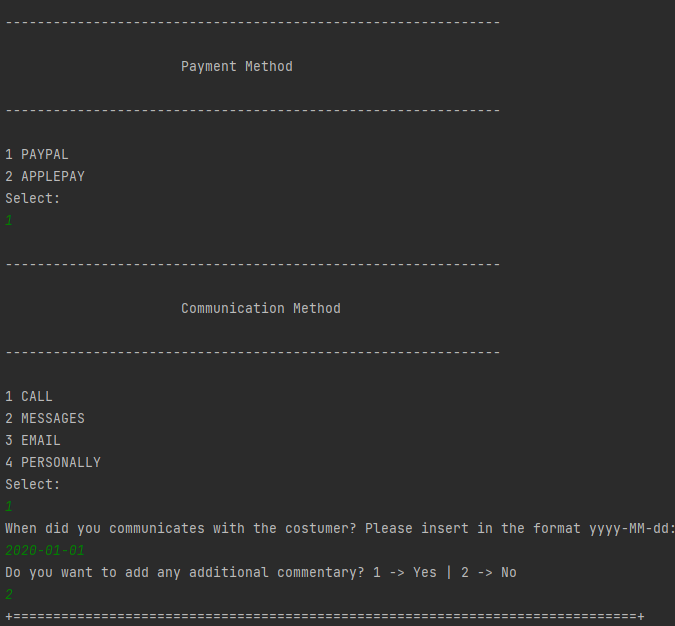 --------------------------------------------------------------
Payment Method
--------------------------------------------------------------
1 PAYPAL
2 APPLEPAY
Select:
1
--------------------------------------------------------------
Communication Method
--------------------------------------------------------------
1 CALL
2 MESSAGES
3 EMAIL
4 PERSONALLY
Select:
1
When did you communicates with the costumer? Please insert in the format yyyy-MM-dd:
2020-01-01
Do you want to add any additional commentary? 1 -> Yes | 2 -> No
2
+==============================================================================+